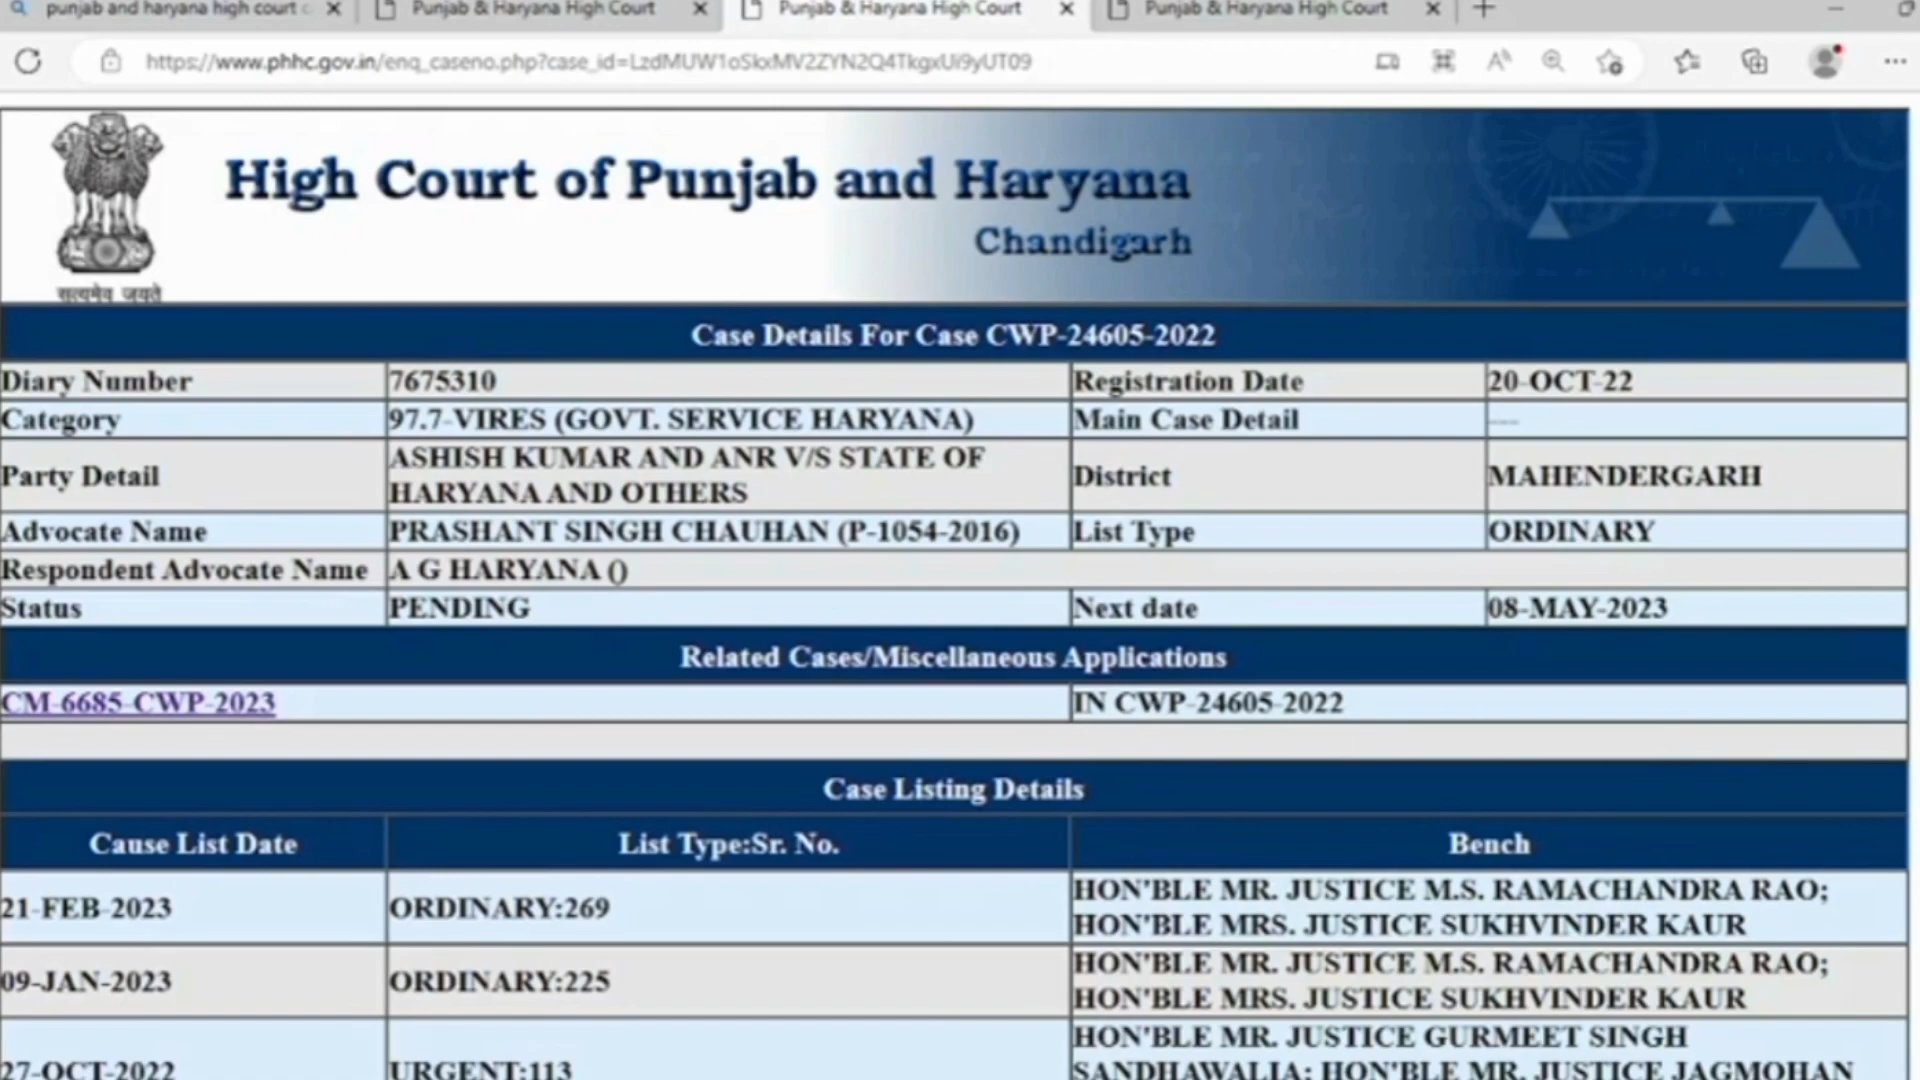 punjab and haryana high court
Punjab & Haryana High Court
Punjab & Haryana High Court
Punjab & Haryana High Court
https://www.phhc.gov.in/enq_caseno.php?case_id=LzdMUW1oSkxMV2ZYN2Q4TkgxUi9yUT09
High Court of Punjab and Haryana
Chandigarh
सत्यमेव जयते
Case Details For Case CWP-24605-2022
Diary Number 7675310 Registration Date 20-OCT-22
Category 97.7-VIRES (GOVT. SERVICE HARYANA) Main Case Detail ---
Party Detail ASHISH KUMAR AND ANR V/S STATE OF
HARYANA AND OTHERS District MAHENDERGARH
Advocate Name PRASHANT SINGH CHAUHAN (P-1054-2016) List Type ORDINARY
Respondent Advocate Name A G HARYANA ()
Status PENDING Next date 08-MAY-2023
Related Cases/Miscellaneous Applications
CM-6685-CWP-2023 IN CWP-24605-2022
Case Listing Details
Cause List Date List Type:Sr. No. Bench
21-FEB-2023 ORDINARY:269 HON'BLE MR. JUSTICE M.S. RAMACHANDRA RAO;
HON'BLE MRS. JUSTICE SUKHVINDER KAUR
09-JAN-2023 ORDINARY:225 HON'BLE MR. JUSTICE M.S. RAMACHANDRA RAO;
HON'BLE MRS. JUSTICE SUKHVINDER KAUR
27-OCT-2022 URGENT:113 HON'BLE MR. JUSTICE GURMEET SINGH
SANDHAWALIA; HON'BLE MR. JUSTICE JAGMOHAN